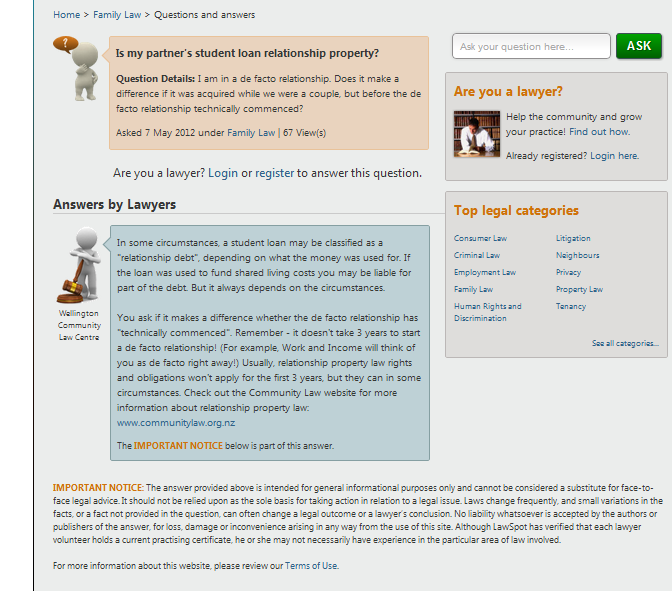 Home > Family Law > Questions and answers
?
Is my partner's student loan relationship property?
Question Details: I am in a de facto relationship. Does it make a
difference if it was acquired while we were a couple, but before the de
facto relationship technically commenced?
Asked 7 May 2012 under Family Law | 67 View(s)
Are you a lawyer? Login or register to answer this question.
Answers by Lawyers
Wellington
Community
Law Centre
In some circumstances, a student loan may be classified as a
"relationship debt", depending on what the money was used for. If
the loan was used to fund shared living costs you may be liable for
part of the debt. But it always depends on the circumstances.
You ask if it makes a difference whether the de facto relationship has
"technically commenced". Remember - it doesn't take 3 years to start
a de facto relationship! (For example, Work and Income will think of
you as de facto right away!) Usually, relationship property law rights
and obligations won't apply for the first 3 years, but they can in some
circumstances. Check out the Community Law website for more
information about relationship property law:
www.communitylaw.org.nz
The IMPORTANT NOTICE below is part of this answer.
Ask your question here...
ASK
Are you a lawyer?
Help the community and grow
your practice! Find out how.
Already registered? Login here.
Top legal categories
Consumer Law
Criminal Law
Employment Law
Family Law
Human Rights and
Discrimination
Litigation
Neighbours
Privacy
Property Law
Tenancy
See all categories...
IMPORTANT NOTICE: The answer provided above is intended for general informational purposes only and cannot be considered a substitute for face-to-
face legal advice. It should not be relied upon as the sole basis for taking action in relation to a legal issue. Laws change frequently, and small variations in the
facts, or a fact not provided in the question, can often change a legal outcome or a lawyer's conclusion. No liability whatsoever is accepted by the authors or
publishers of the answer, for loss, damage or inconvenience arising in any way from the use of this site. Although LawSpot has verified that each lawyer
volunteer holds a current practising certificate, he or she may not necessarily have experience in the particular area of law involved.
For more information about this website, please review our Terms of Use.